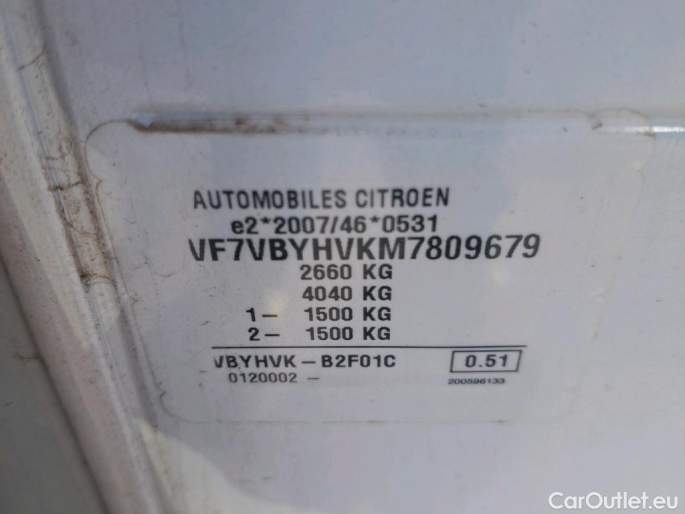 AUTOMOBILES CITROEN
e2*2007/46*0531
VF7VBYHVKM7809679
2660 KG
4040 KG
1- 1500 KG
2- 1500 KG
VBYHVK-B2F01C 0.51
0120002 - 200596133
CarOutlet.eu